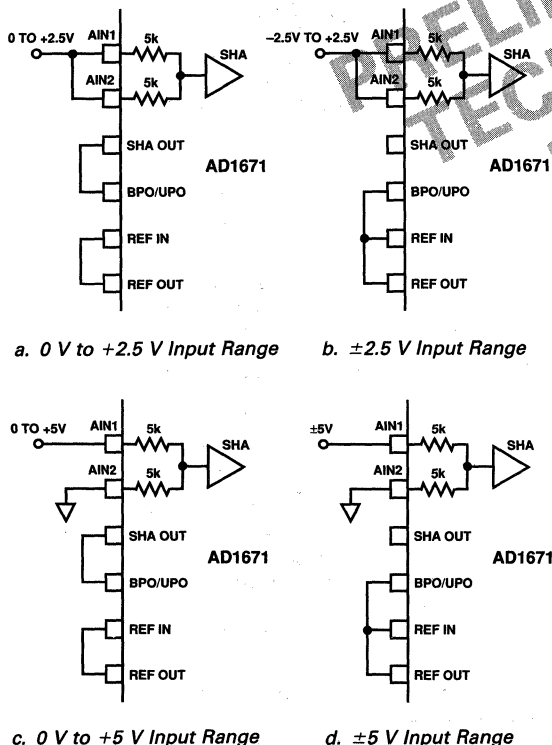 0 TO +2.5V
AIN1
5k
SHA
AIN2
5k
SHA OUT
AD1671
BPO/UPO
REF IN
REF OUT
a. 0 V to +2.5 V Input Range
–2.5V TO +2.5V
AIN1
5k
SHA
AIN2
5k
SHA OUT
AD1671
BPO/UPO
REF IN
REF OUT
b. ±2.5 V Input Range
0 TO +5V
AIN1
5k
SHA
AIN2
5k
SHA OUT
AD1671
BPO/UPO
REF IN
REF OUT
c. 0 V to +5 V Input Range
±5V
AIN1
5k
SHA
AIN2
5k
SHA OUT
AD1671
BPO/UPO
REF IN
REF OUT
d. ±5 V Input Range